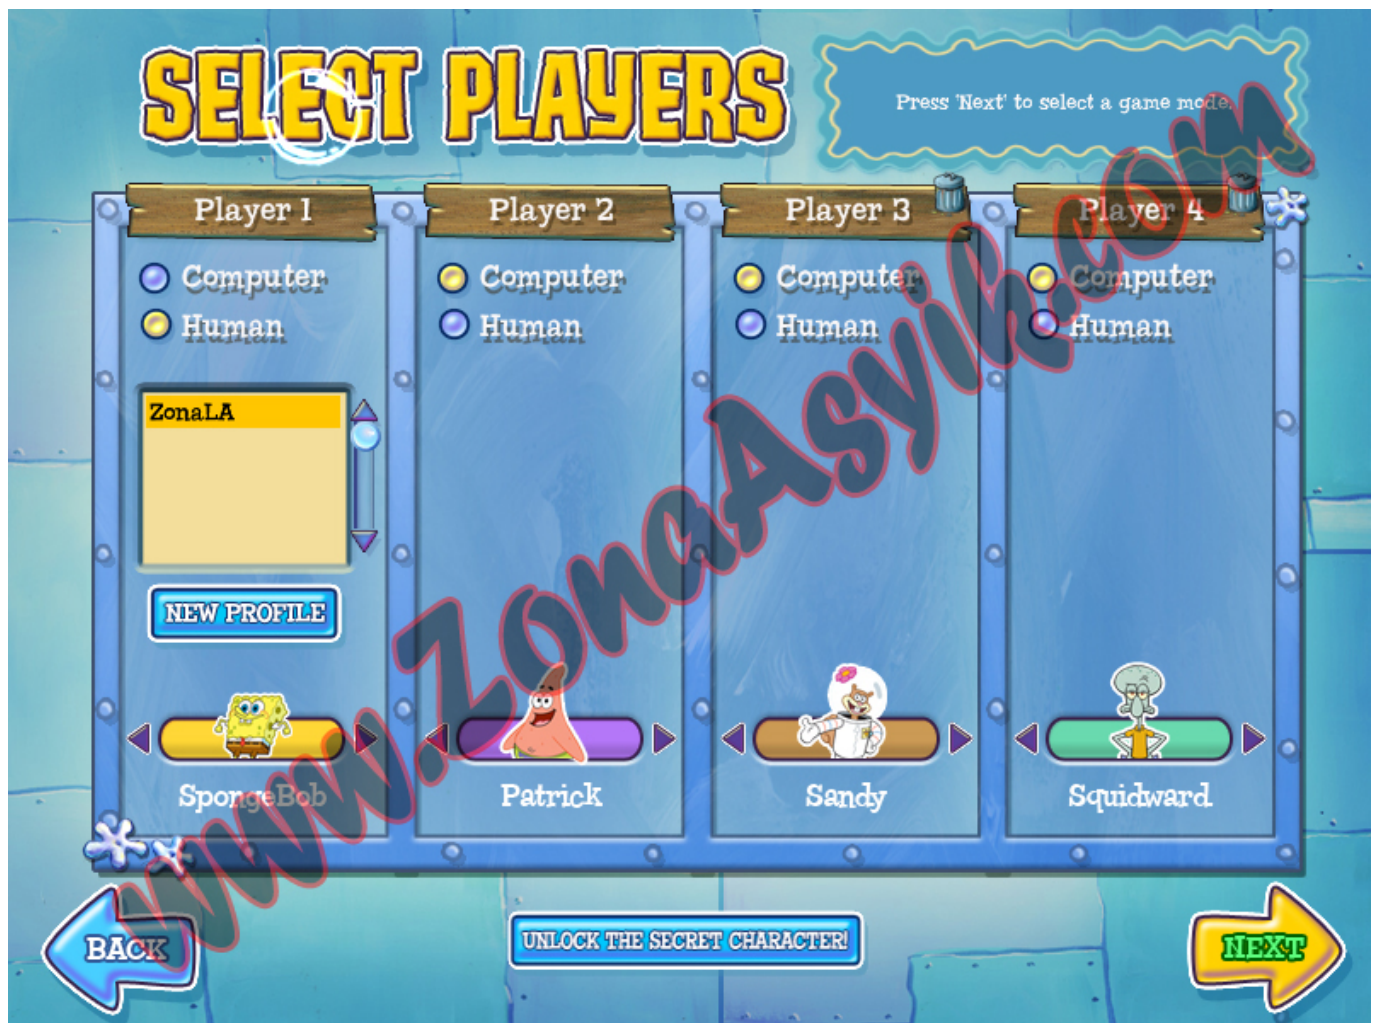 SELECT PLAYERS
Press 'Next' to select a game mode.
Player 1
Player 2
Player 3
Player 4
Computer
Computer
Computer
Computer
Human
Human
Human
Human
ZonaLA
NEW PROFILE
SpongeBob
Patrick
Sandy
Squidward
BACK
UNLOCK THE SECRET CHARACTER!
NEXT
www.ZonaAsyik.com